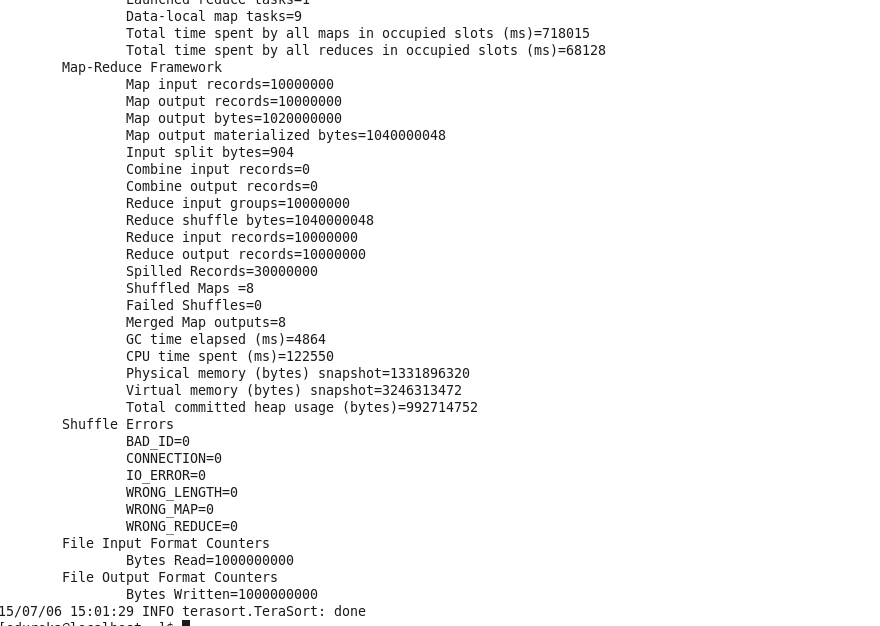 Launched reduce tasks=1
Data-local map tasks=9
Total time spent by all maps in occupied slots (ms)=718015
Total time spent by all reduces in occupied slots (ms)=68128
Map-Reduce Framework
Map input records=10000000
Map output records=10000000
Map output bytes=1020000000
Map output materialized bytes=1040000048
Input split bytes=904
Combine input records=0
Combine output records=0
Reduce input groups=10000000
Reduce shuffle bytes=1040000048
Reduce input records=10000000
Reduce output records=10000000
Spilled Records=30000000
Shuffled Maps =8
Failed Shuffles=0
Merged Map outputs=8
GC time elapsed (ms)=4864
CPU time spent (ms)=122550
Physical memory (bytes) snapshot=1331896320
Virtual memory (bytes) snapshot=3246313472
Total committed heap usage (bytes)=992714752
Shuffle Errors
BAD_ID=0
CONNECTION=0
IO_ERROR=0
WRONG_LENGTH=0
WRONG_MAP=0
WRONG_REDUCE=0
File Input Format Counters
Bytes Read=1000000000
File Output Format Counters
Bytes Written=1000000000
15/07/06 15:01:29 INFO terasort.TeraSort: done
[edureka@localhost ~]$